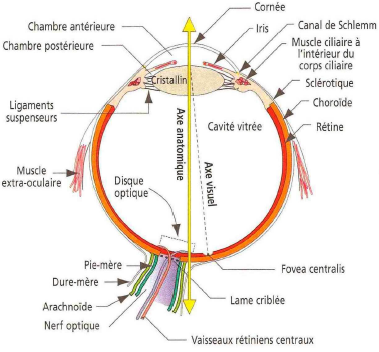 Cornée
Chambre antérieure
Iris
Canal de Schlemm
Chambre postérieure
Muscle ciliaire à
l'intérieur du
corps ciliaire
Cristallin
Sclérotique
Ligaments
suspenseurs
Choroïde
Axe anatomique
Cavité vitrée
Rétine
Axe visuel
Muscle
extra-oculaire
Disque
optique
Pie-mère
Fovea centralis
Dure-mère
Lame criblée
Arachnoïde
Nerf optique
Vaisseaux rétiniens centraux